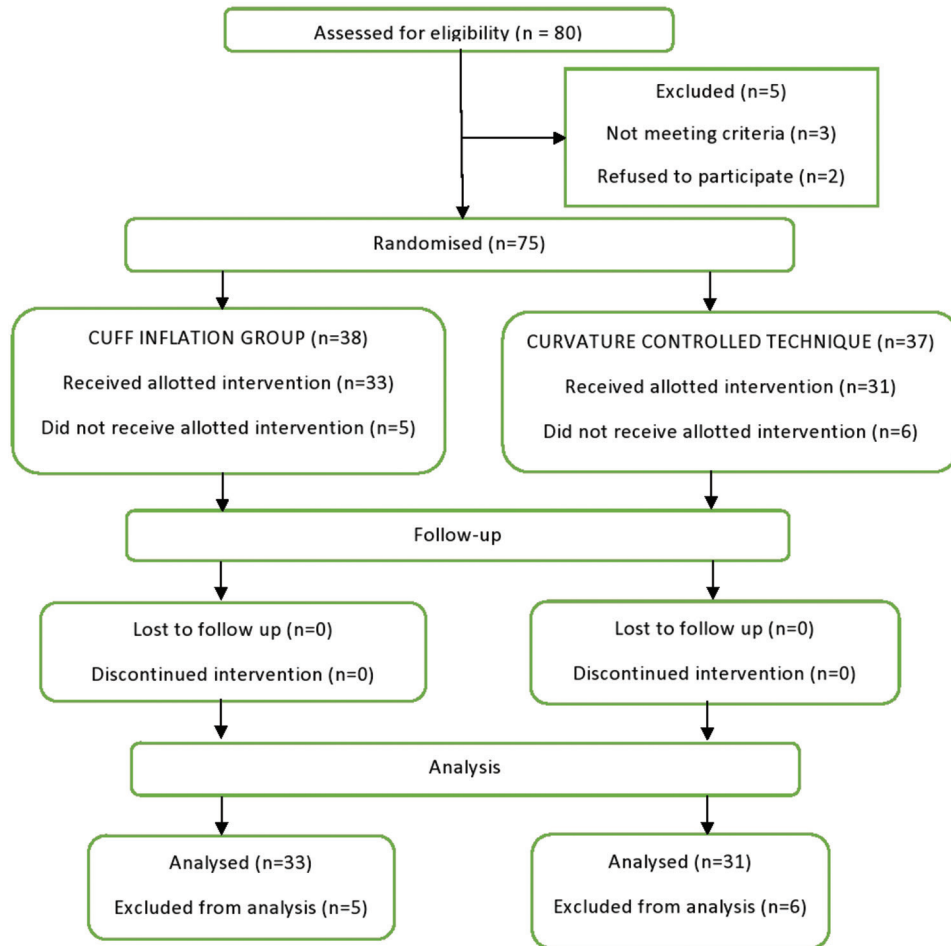 Assessed for eligibility (n = 80)
Excluded (n=5)
Not meeting criteria (n=3)
Refused to participate (n=2)
Randomised (n=75)
CUFF INFLATION GROUP (n=38)
Received allotted intervention (n=33)
Did not receive allotted intervention (n=5)
CURVATURE CONTROLLED TECHNIQUE (n=37)
Received allotted intervention (n=31)
Did not receive allotted intervention (n=6)
Follow-up
Lost to follow up (n=0)
Discontinued intervention (n=0)
Lost to follow up (n=0)
Discontinued intervention (n=0)
Analysis
Analysed (n=33)
Excluded from analysis (n=5)
Analysed (n=31)
Excluded from analysis (n=6)